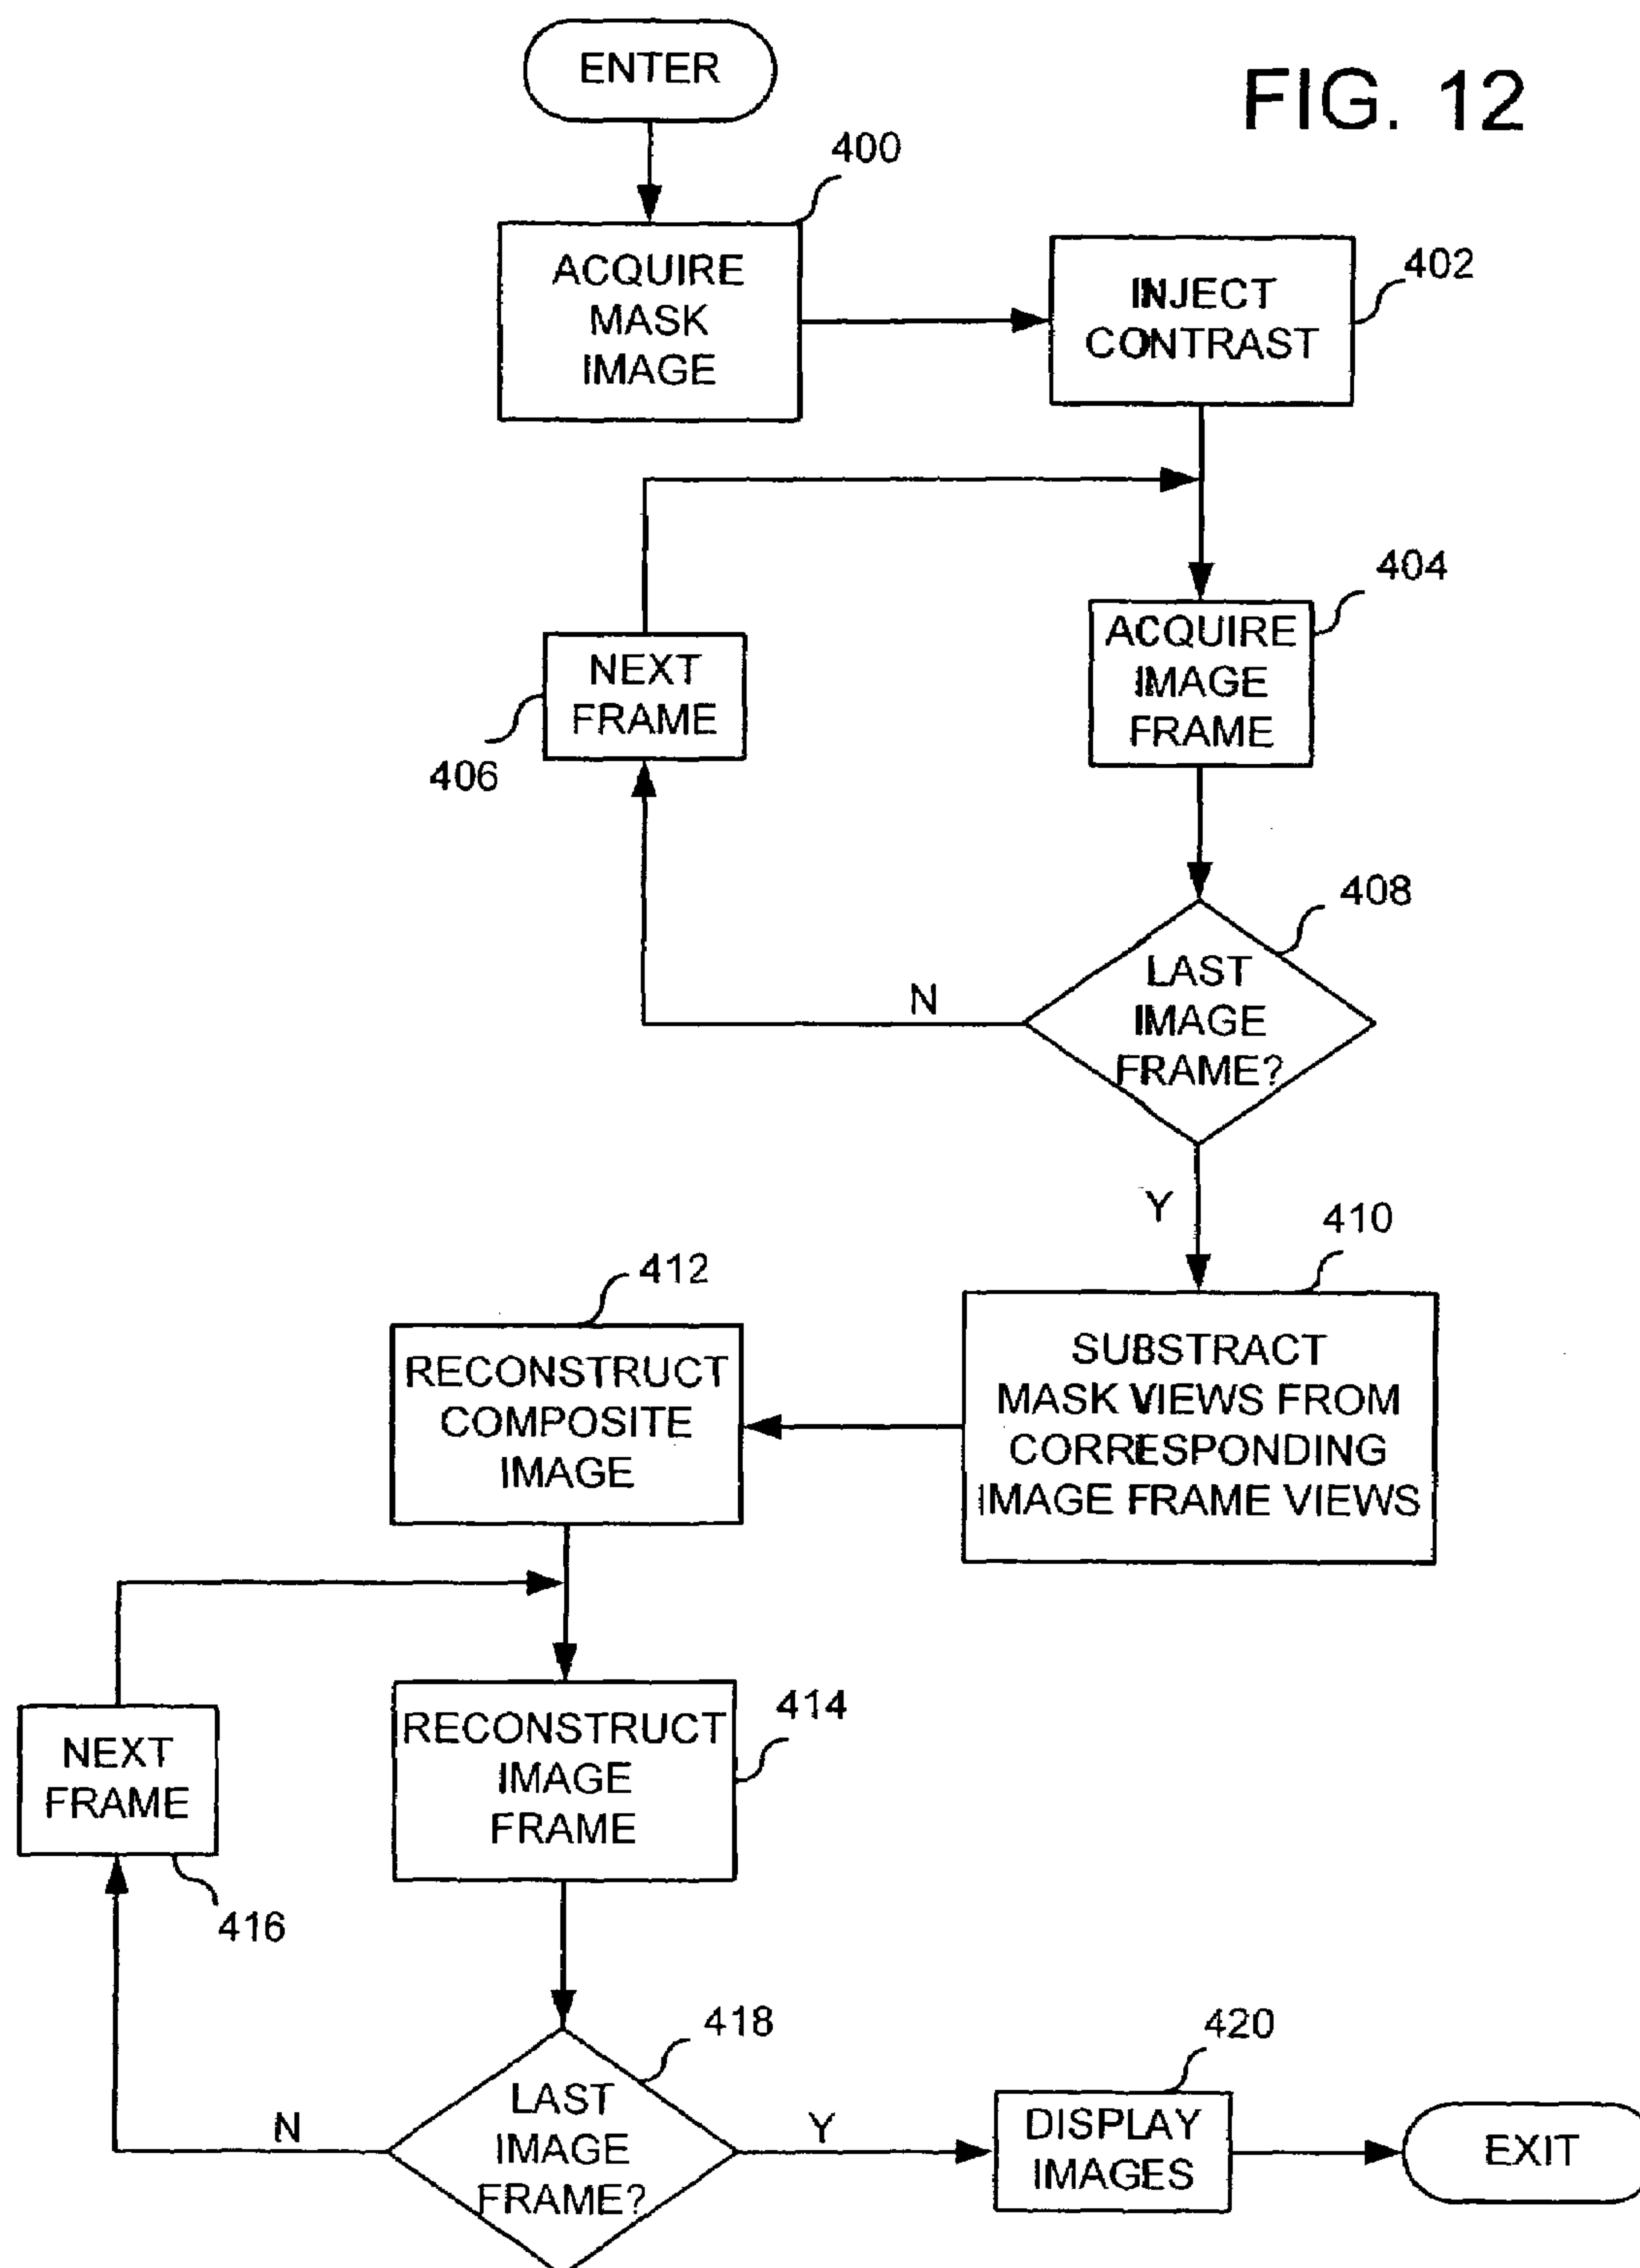 FIG. 12
ENTER
400
ACQUIRE
MASK
IMAGE
402
INJECT
CONTRAST
404
ACQUIRE
IMAGE
FRAME
NEXT
FRAME
406
408
LAST
IMAGE
FRAME?
N
Y
410
SUBSTRACT
MASK VIEWS FROM
CORRESPONDING
IMAGE FRAME VIEWS
412
RECONSTRUCT
COMPOSITE
IMAGE
414
RECONSTRUCT
IMAGE
FRAME
NEXT
FRAME
416
418
LAST
IMAGE
FRAME?
N
Y
420
DISPLAY
IMAGES
EXIT